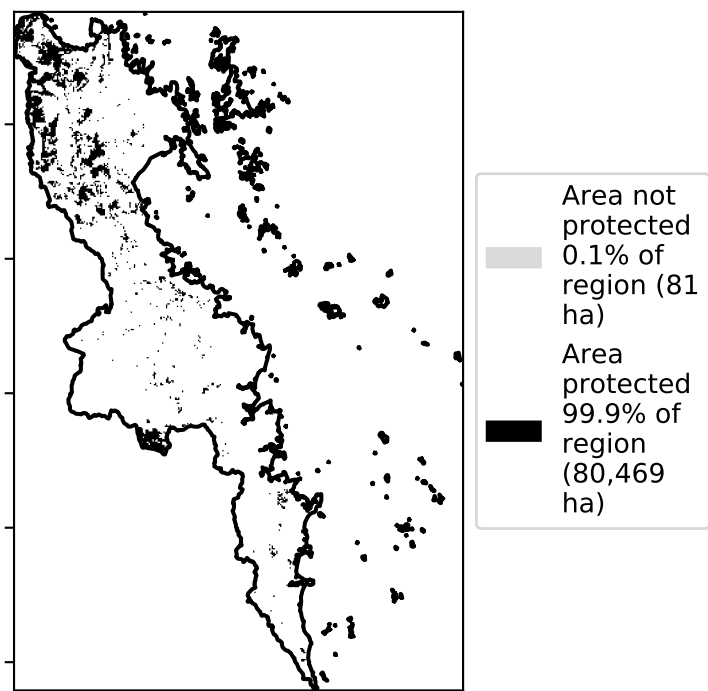 Area not
protected
0.1% of
region (81
ha)
Area
protected
99.9% of
region
(80,469
ha)